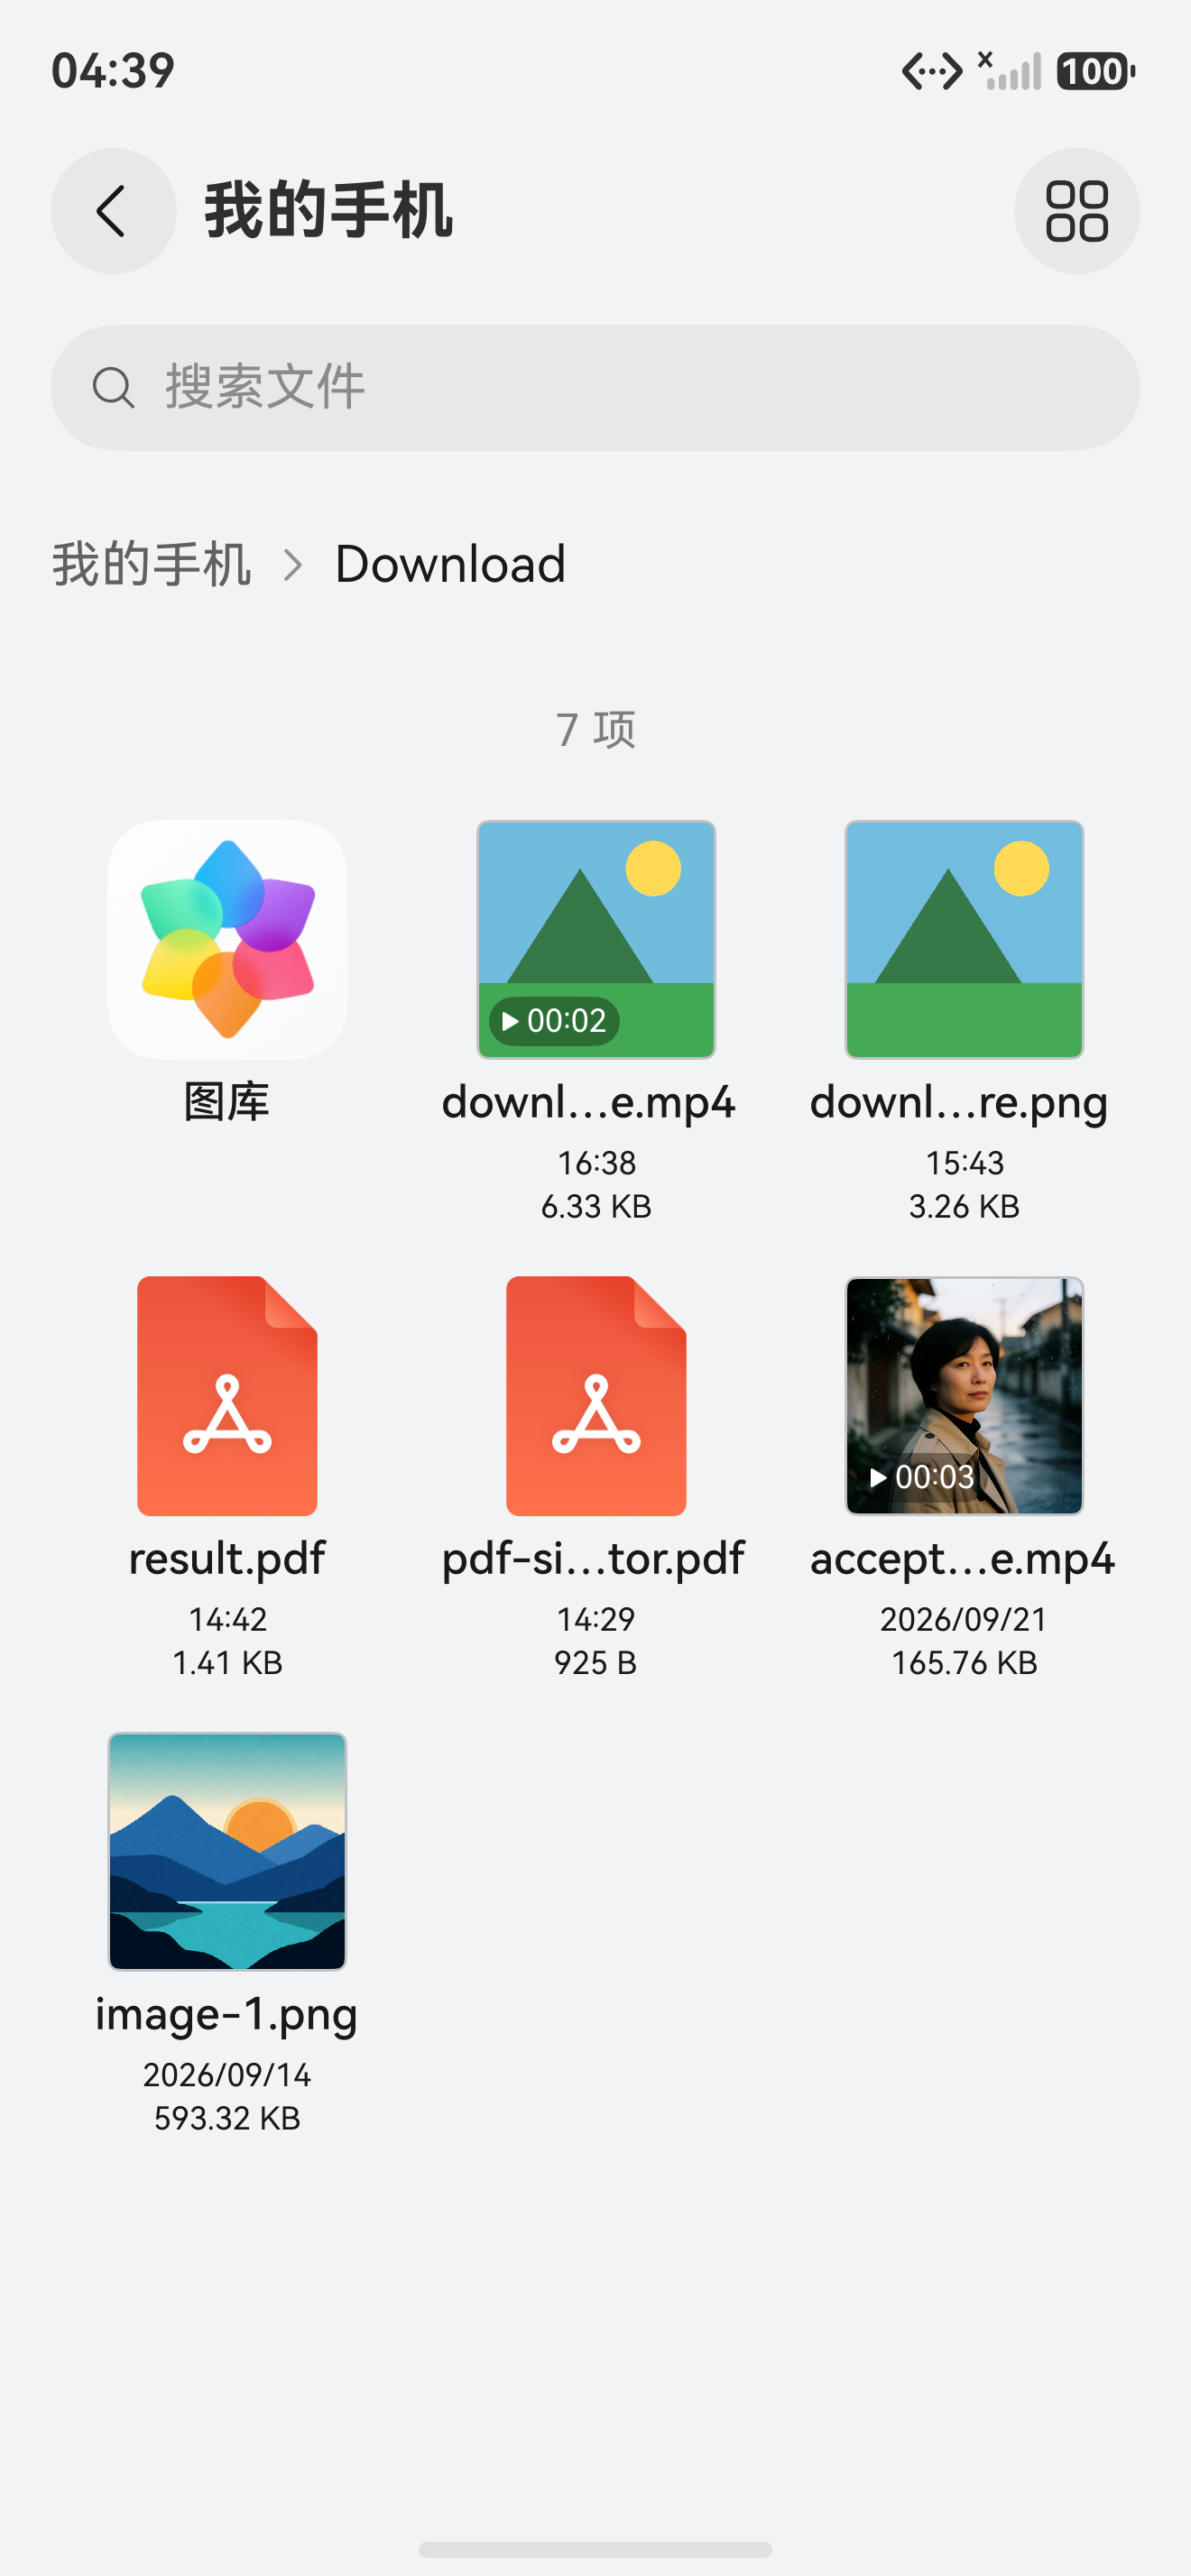 04:39
100
我的手机
搜索文件
我的手机 > Download
7 项
00:02
图库
downl...e.mp4
downl...re.png
16:38
15:43
6.33 KB
3.26 KB
00:03
result.pdf
pdf-si...tor.pdf
accept...e.mp4
14:42
14:29
2026/09/21
1.41 KB
925 B
165.76 KB
image-1.png
2026/09/14
593.32 KB